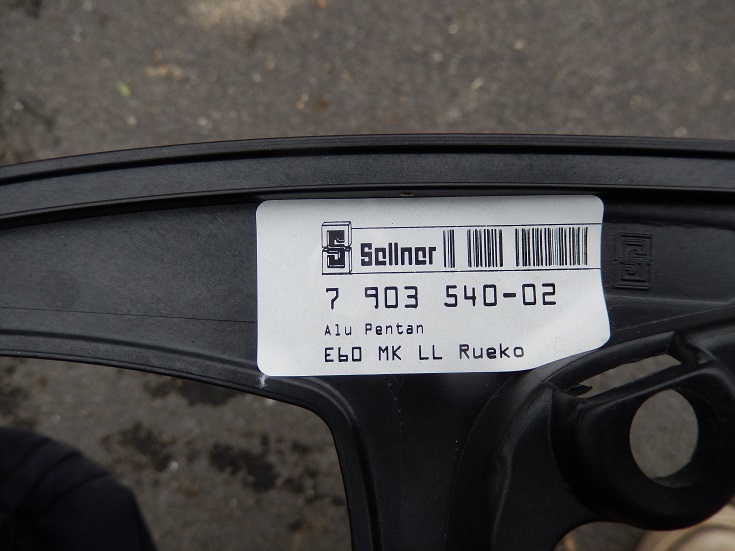 S Sellner
7 903 540-02
Alu Pentan
E60 MK LL Rueko